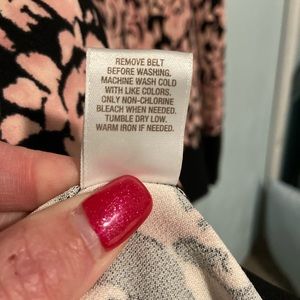 REMOVE BELT
BEFORE WASHING.
MACHINE WASH COLD
WITH LIKE COLORS,
ONLY NON-CHLORINE
BLEACH WHEN NEEDED.
TUMBLE DRY LOW.
WARM IRON IF NEEDED.